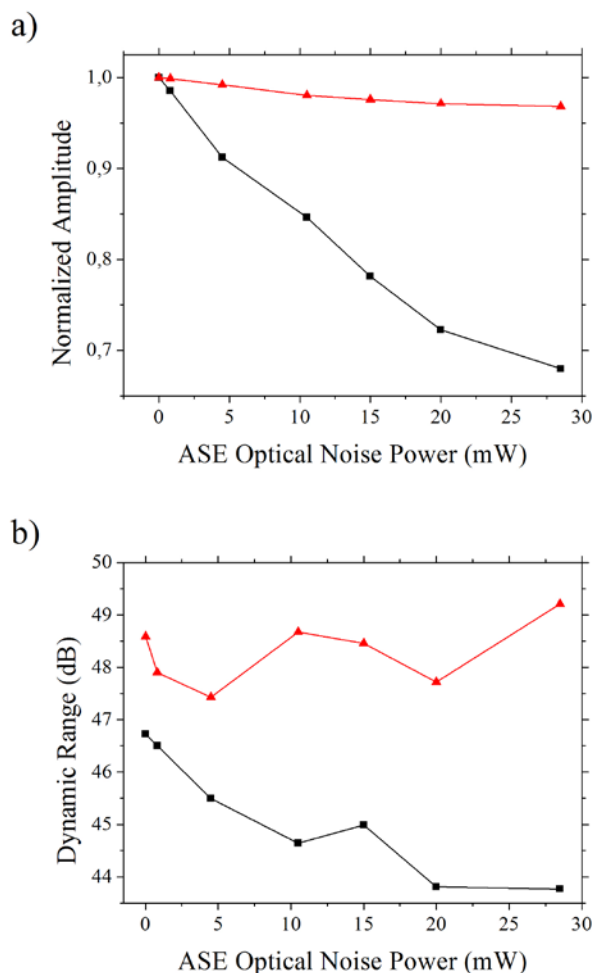 a)
1,0
0,9
0,8
0,7
Normalized Amplitude
0 5 10 15 20 25 30
ASE Optical Noise Power (mW)
b)
50
49
48
47
46
45
44
Dynamic Range (dB)
0 5 10 15 20 25 30
ASE Optical Noise Power (mW)